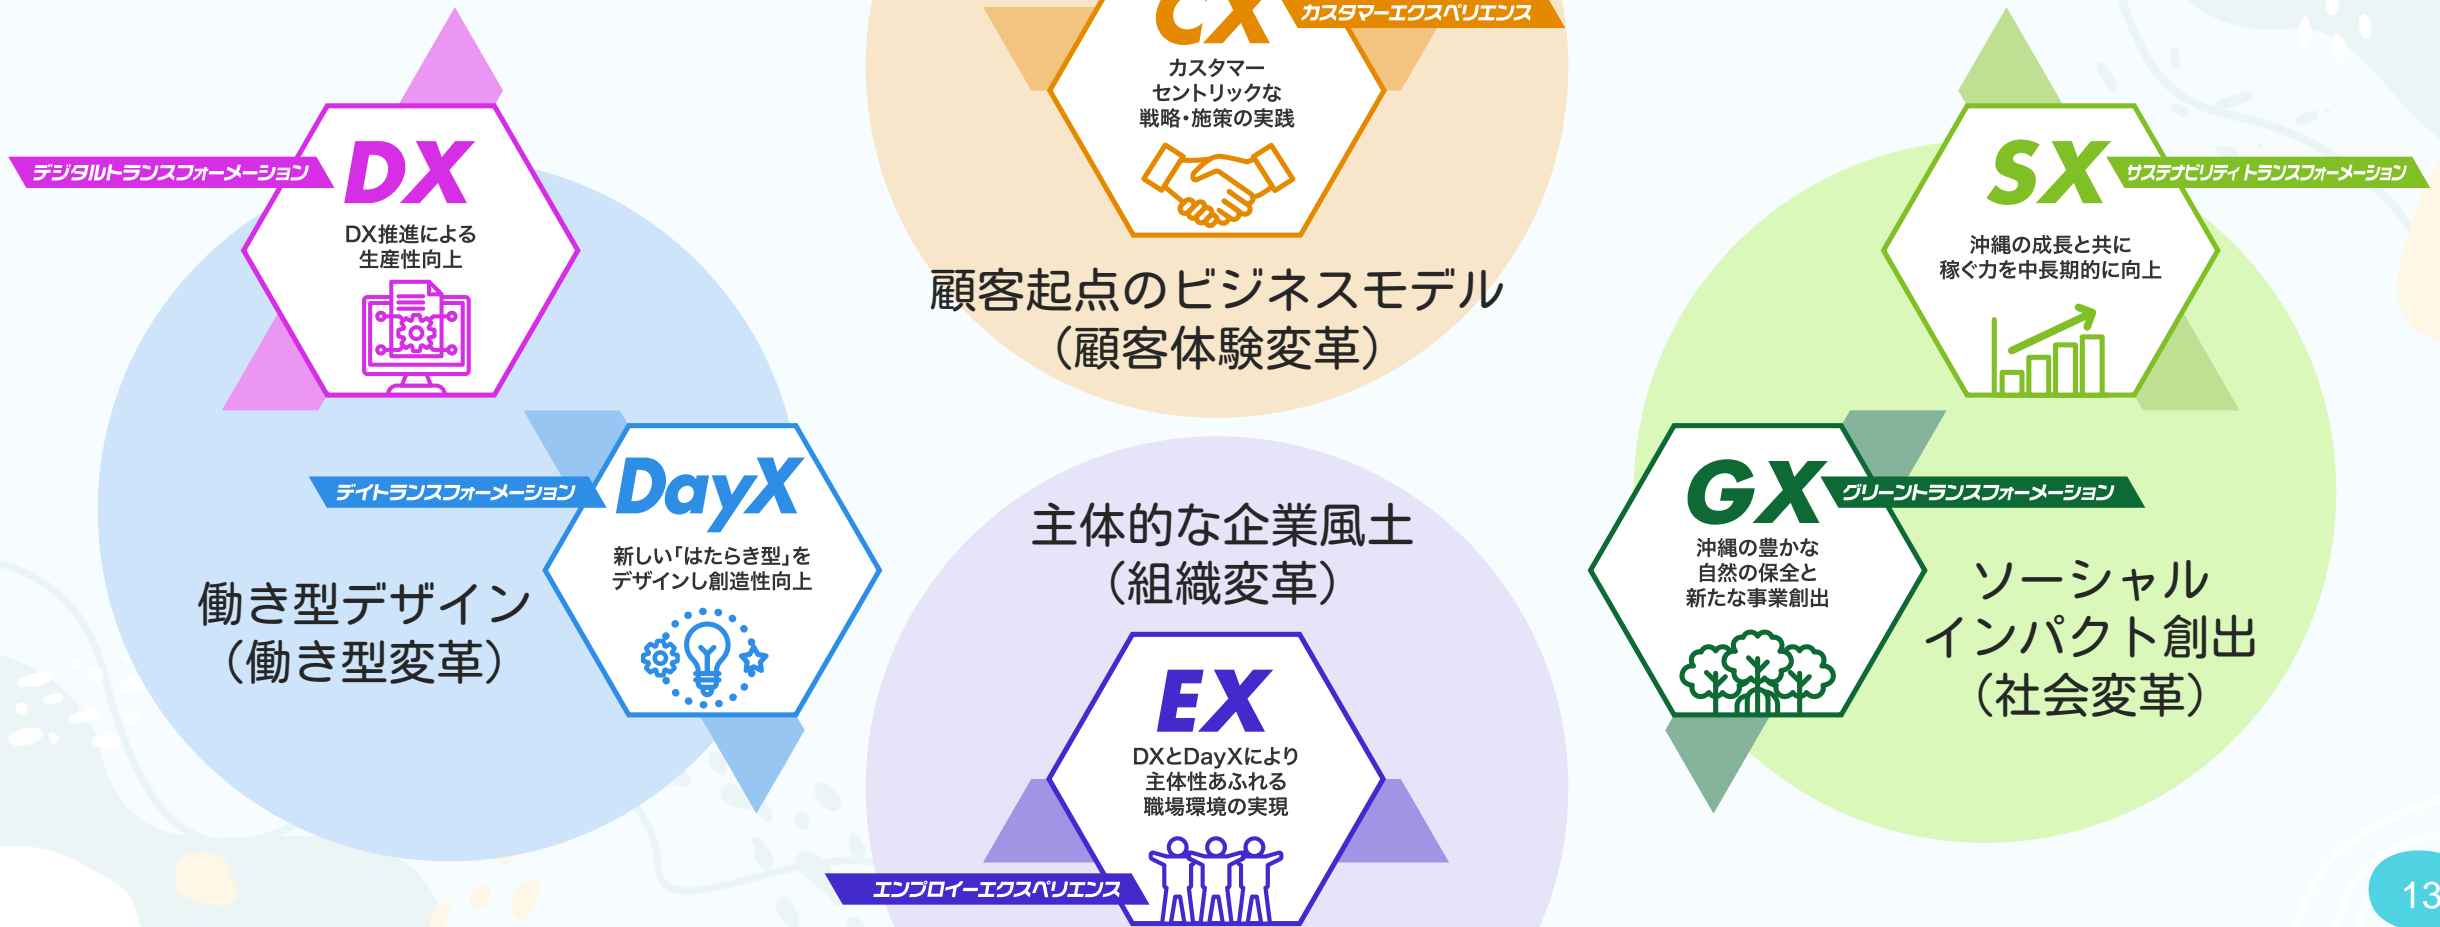 DX
デジタルトランスフォーメーション
DX推進による
生産性向上
DayX
デイトランスフォーメーション
新しい「はたらき型」を
デザインし創造性向上
働き型デザイン
（働き型変革）
CX
カスタマーエクスペリエンス
カスタマー
セントリックな
戦略・施策の実践
顧客起点のビジネスモデル
（顧客体験変革）
主体的な企業風土
（組織変革）
EX
DXとDayXにより
主体性あふれる
職場環境の実現
エンプロイーエクスペリエンス
SX
サステナビリティトランスフォーメーション
沖縄の成長と共に
稼ぐ力を中長期的に向上
GX
グリーントランスフォーメーション
沖縄の豊かな
自然の保全と
新たな事業創出
ソーシャル
インパクト創出
（社会変革）
13